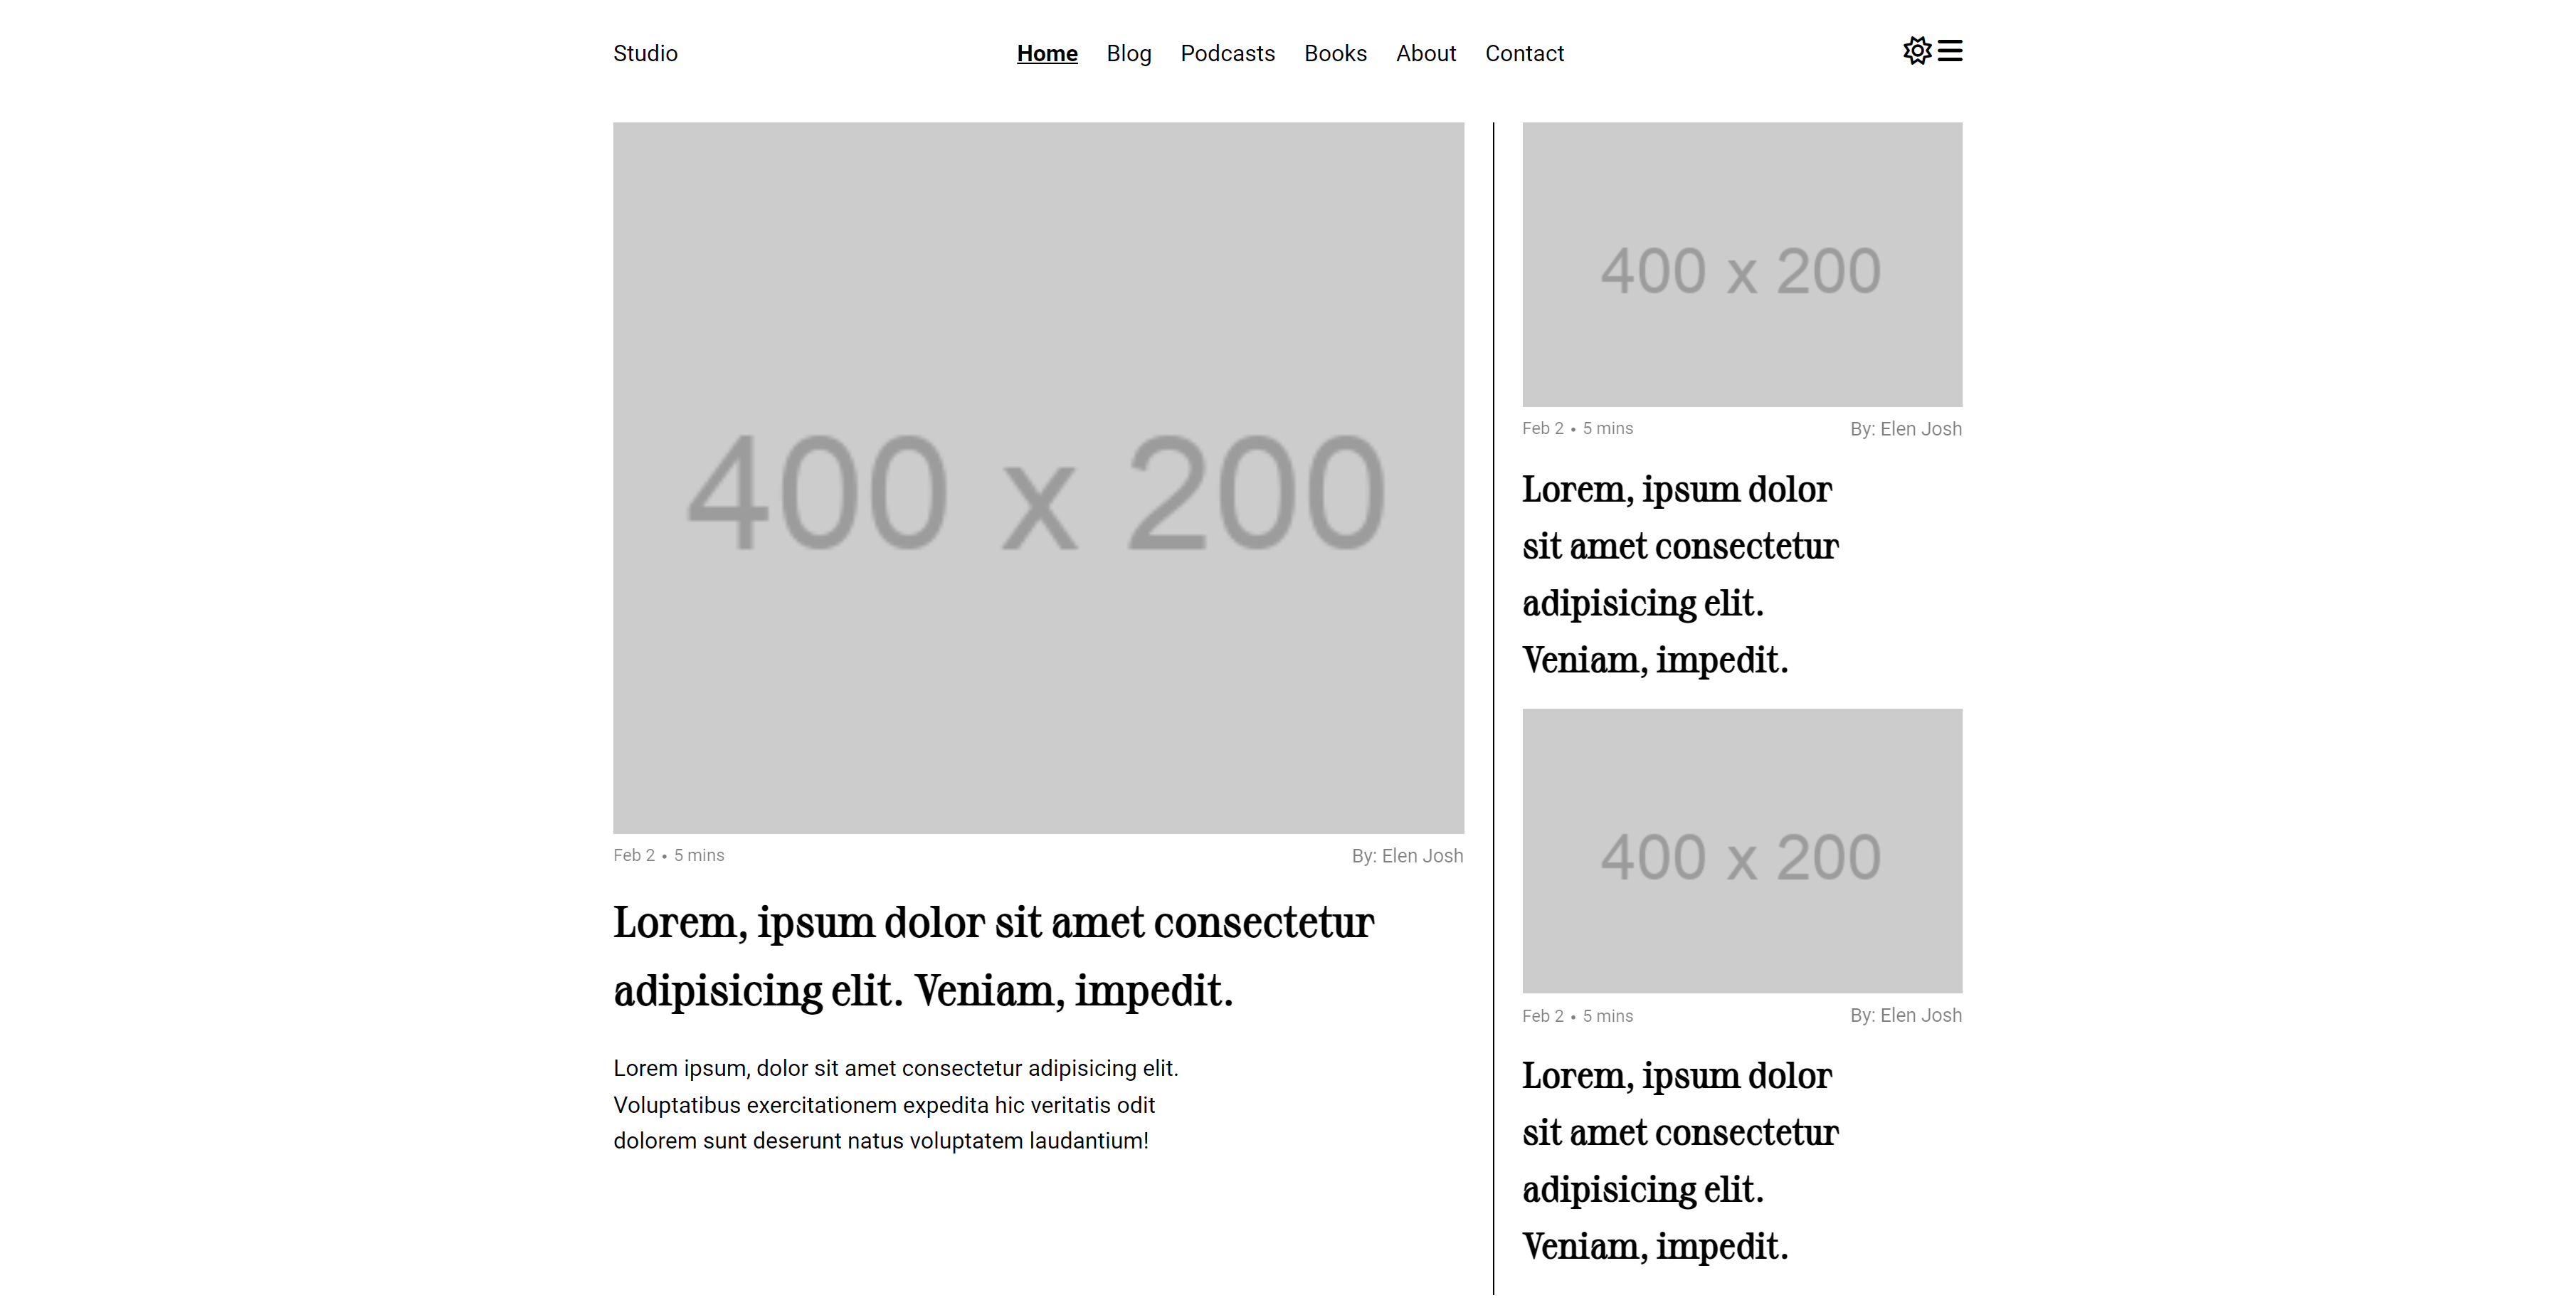 Studio
Home Blog Podcasts Books About Contact
400 x 200
Feb 2 • 5 mins By: Elen Josh
Lorem, ipsum dolor sit amet consectetur
adipisicing elit. Veniam, impedit.
Lorem ipsum, dolor sit amet consectetur adipisicing elit.
Voluptatibus exercitationem expedita hic veritatis odit
dolorem sunt deserunt natus voluptatem laudantium!
400 x 200
Feb 2 • 5 mins By: Elen Josh
Lorem, ipsum dolor
sit amet consectetur
adipisicing elit.
Veniam, impedit.
400 x 200
Feb 2 • 5 mins By: Elen Josh
Lorem, ipsum dolor
sit amet consectetur
adipisicing elit.
Veniam, impedit.